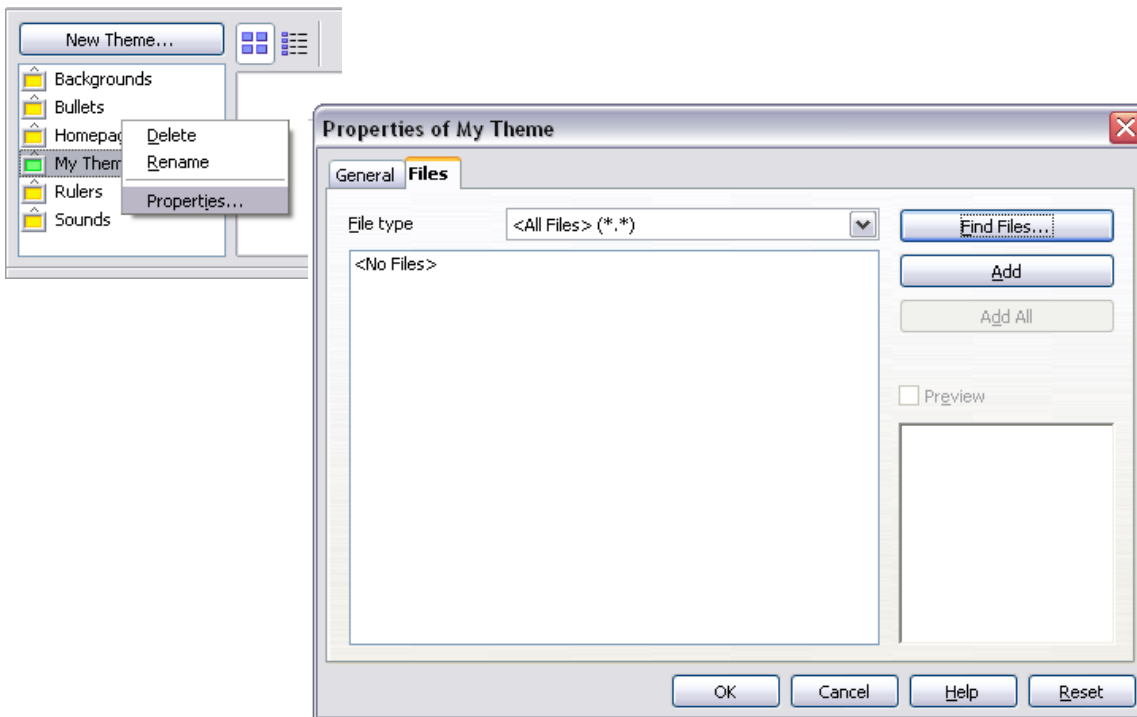 New Theme...
Backgrounds
Bullets
Homepa
My Them
Rulers
Sounds
Delete
Rename
Properties...
Properties of My Theme
General Files
File type <All Files> (*.*) Find Files...
<No Files>
Add
Add All
Preview
OK Cancel Help Reset